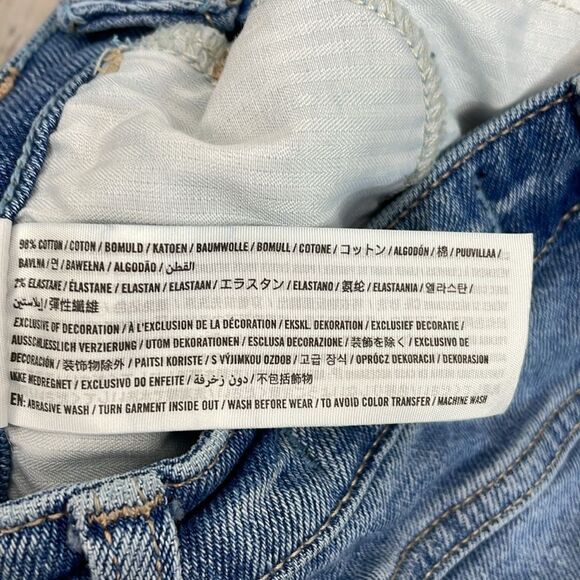 98% COTTON / COTON / BOMULD / KATOEN / BAUMWOLLE / BOMULL / COTONE / コットン / ALGODÓN / 棉 / PUUVILLAA /
BAVLNA / 면 / BAWEŁNA / ALGODÃO / القطن /
2% ELASTANE / ÉLASTANE / ELASTAN / ELASTAAN / エラスタン / ELASTANO / 氨纶 / ELASTAANIA / 엘라스탄 /
إيلاستين / 彈性纖維
EXCLUSIVE OF DECORATION / À L'EXCLUSION DE LA DÉCORATION / EKSKL. DEKORATION / EXCLUSIEF DECORATIE /
AUSSCHLIESSLICH VERZIERUNG / UTOM DEKORATIONEN / ESCLUSA DECORAZIONE / 装飾を除く / EXCLUSIVO DE
DECORACIÓN / 装饰物除外 / PAITSI KORISTE / S VÝJIMKOU OZDOB / 고급 장식 / OPRÓCZ DEKORACJI / DEKORASJON
IKKE MEDREGNET / EXCLUSIVO DO ENFEITE / دون زخرفة / 不包括飾物
EN: ABRASIVE WASH / TURN GARMENT INSIDE OUT / WASH BEFORE WEAR / TO AVOID COLOR TRANSFER / MACHINE WASH